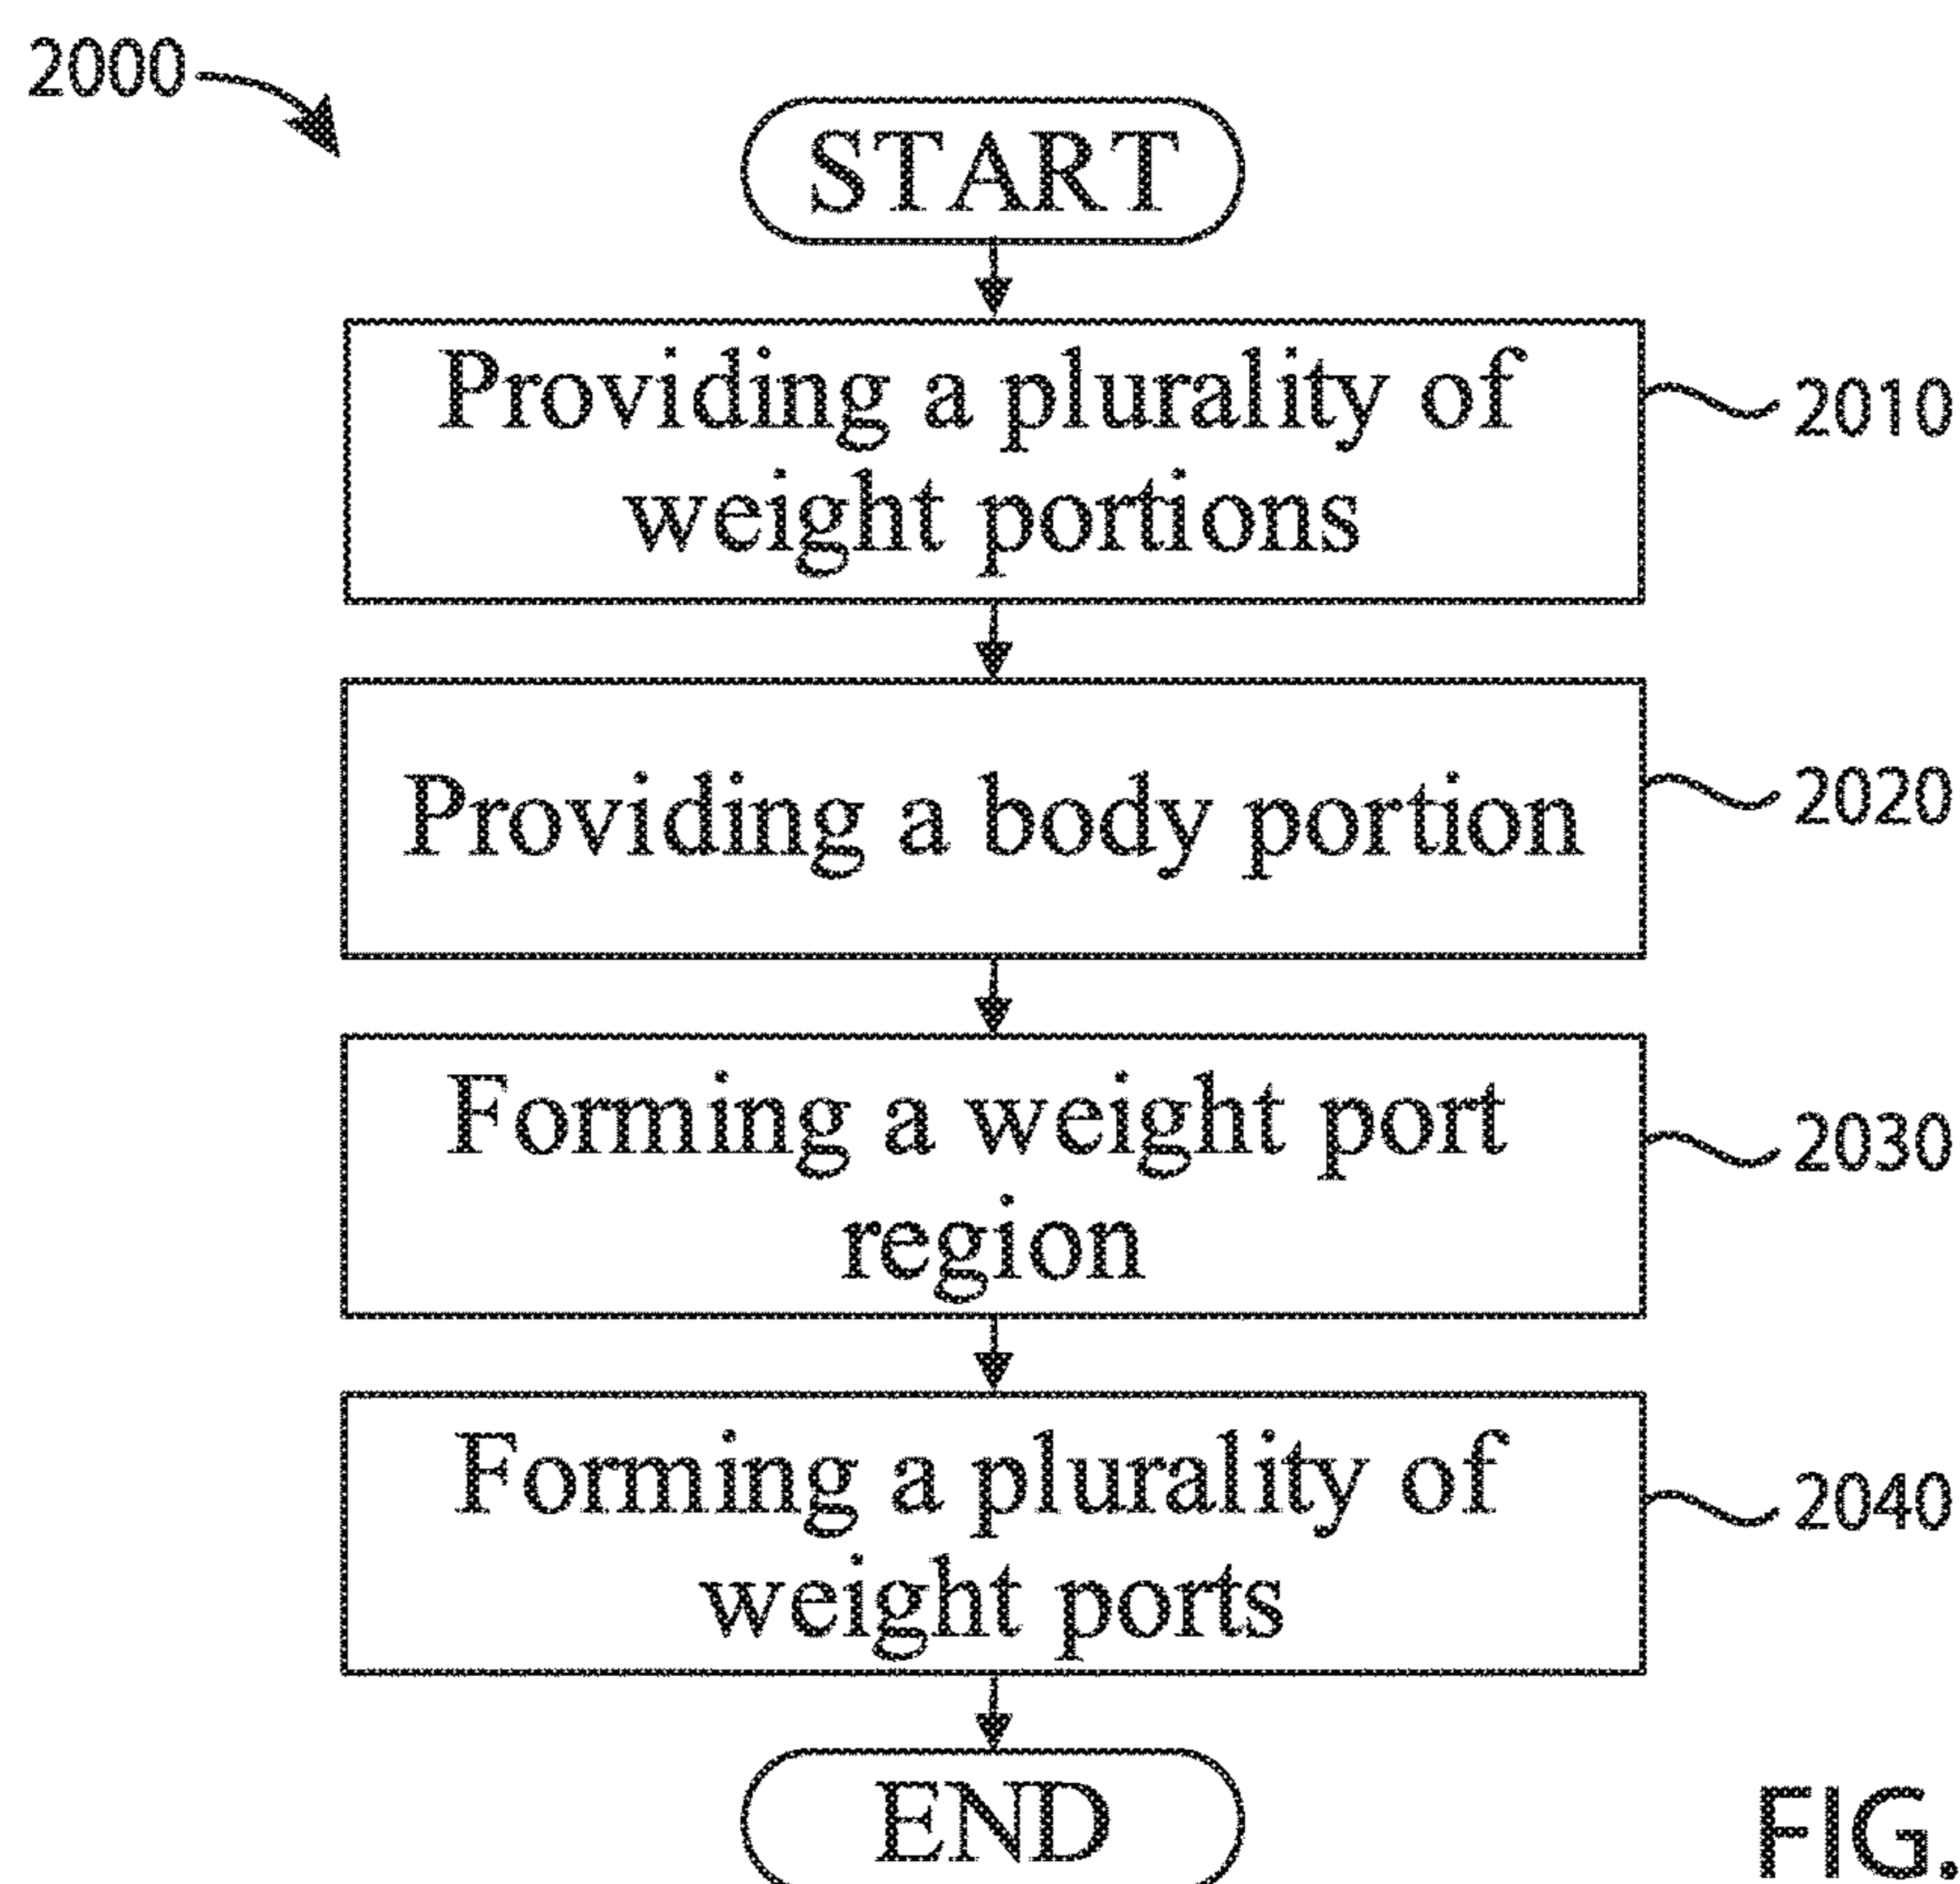 2000
START
Providing a plurality of
weight portions
2010
Providing a body portion
2020
Forming a weight port
region
2030
Forming a plurality of
weight ports
2040
END
FIG.